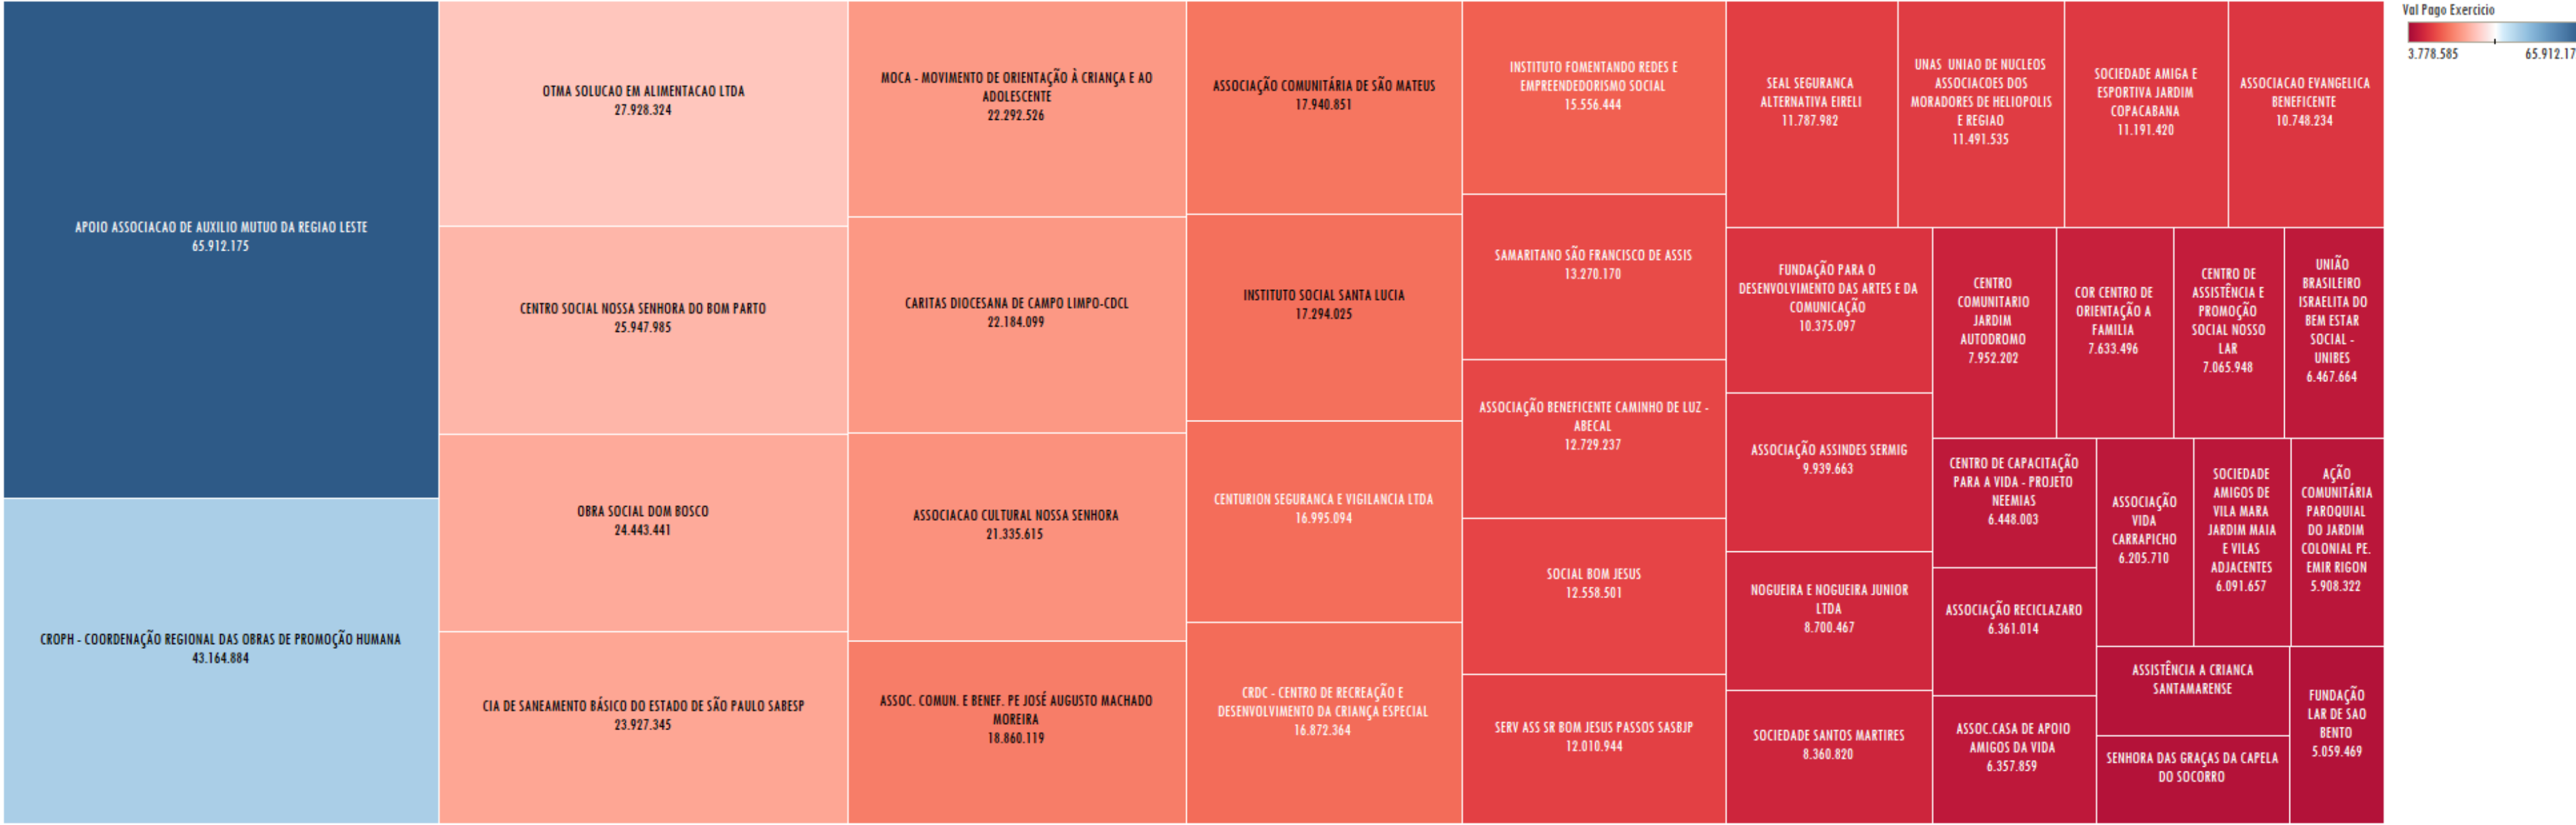 APOIO ASSOCIACAO DE AUXILIO MUTUO DA REGIAO LESTE
65.912.175
CROPH - COORDENAÇÃO REGIONAL DAS OBRAS DE PROMOÇÃO HUMANA
43.164.884
OTMA SOLUCAO EM ALIMENTACAO LTDA
27.928.324
CENTRO SOCIAL NOSSA SENHORA DO BOM PARTO
25.947.985
OBRA SOCIAL DOM BOSCO
24.443.441
CIA DE SANEAMENTO BÁSICO DO ESTADO DE SÃO PAULO SABESP
23.927.345
MOCA - MOVIMENTO DE ORIENTAÇÃO À CRIANÇA E AO
ADOLESCENTE
22.292.526
CARITAS DIOCESANA DE CAMPO LIMPO-CDCL
22.184.099
ASSOCIACAO CULTURAL NOSSA SENHORA
21.335.615
ASSOC. COMUN. E BENEF. PE JOSÉ AUGUSTO MACHADO
MOREIRA
18.860.119
ASSOCIAÇÃO COMUNITÁRIA DE SÃO MATEUS
17.940.851
INSTITUTO SOCIAL SANTA LUCIA
17.294.025
CENTURION SEGURANCA E VIGILANCIA LTDA
16.995.094
CRDC - CENTRO DE RECREAÇÃO E
DESENVOLVIMENTO DA CRIANÇA ESPECIAL
16.872.364
INSTITUTO FOMENTANDO REDES E
EMPREENDEDORISMO SOCIAL
15.556.444
SAMARITANO SÃO FRANCISCO DE ASSIS
13.270.170
ASSOCIAÇÃO BENEFICENTE CAMINHO DE LUZ -
ABECAL
12.729.237
SOCIAL BOM JESUS
12.558.501
SERV ASS SR BOM JESUS PASSOS SASBJP
12.010.944
SEAL SEGURANCA
ALTERNATIVA EIRELI
11.787.982
UNAS UNIAO DE NUCLEOS
ASSOCIACOES DOS
MORADORES DE HELIOPOLIS
E REGIAO
11.491.535
SOCIEDADE AMIGA E
ESPORTIVA JARDIM
COPACABANA
11.191.420
ASSOCIACAO EVANGELICA
BENEFICENTE
10.748.234
FUNDAÇÃO PARA O
DESENVOLVIMENTO DAS ARTES E DA
COMUNICAÇÃO
10.375.097
ASSOCIAÇÃO ASSINDES SERMIG
9.939.663
NOGUEIRA E NOGUEIRA JUNIOR
LTDA
8.700.467
SOCIEDADE SANTOS MARTIRES
8.360.820
CENTRO
COMUNITARIO
JARDIM
AUTODROMO
7.952.202
COR CENTRO DE
ORIENTAÇÃO A
FAMILIA
7.633.496
CENTRO DE
ASSISTÊNCIA E
PROMOÇÃO
SOCIAL NOSSO
LAR
7.065.948
UNIÃO
BRASILEIRO
ISRAELITA DO
BEM ESTAR
SOCIAL -
UNIBES
6.467.664
CENTRO DE CAPACITAÇÃO
PARA A VIDA - PROJETO
NEEMIAS
6.448.003
ASSOCIAÇÃO RECICLAZARO
6.361.014
ASSOC.CASA DE APOIO
AMIGOS DA VIDA
6.357.859
ASSOCIAÇÃO
VIDA
CARRAPICHO
6.205.710
SOCIEDADE
AMIGOS DE
VILA MARA
JARDIM MAIA
E VILAS
ADJACENTES
6.091.657
AÇÃO
COMUNITÁRIA
PAROQUIAL
DO JARDIM
COLONIAL PE.
EMIR RIGON
5.908.322
ASSISTÊNCIA A CRIANCA
SANTAMARENSE
SENHORA DAS GRAÇAS DA CAPELA
DO SOCORRO
FUNDAÇÃO
LAR DE SAO
BENTO
5.059.469
Val Pago Exercicio
3.778.585
65.912.17